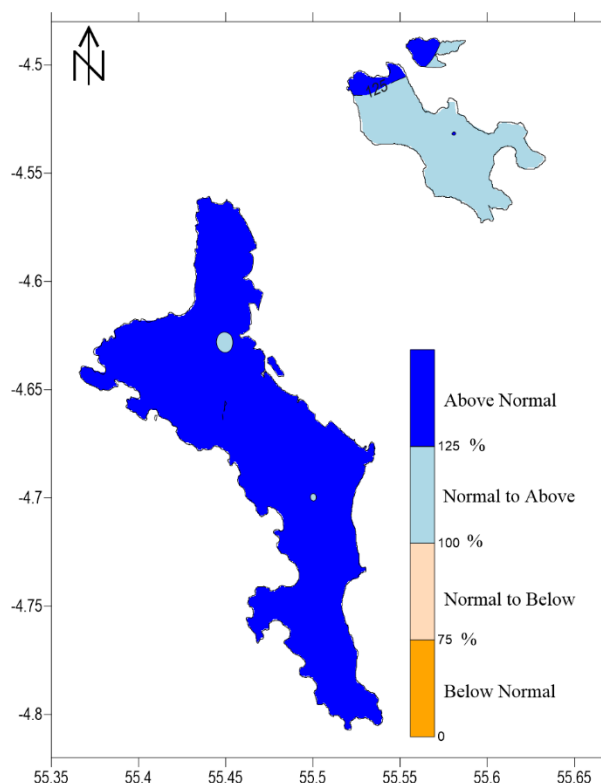 N
-4.5
125
-4.55
-4.6
-4.65
Above Normal
125 %
Normal to Above
-4.7
100 %
Normal to Below
-4.75
75 %
Below Normal
-4.8
0
55.35 55.4 55.45 55.5 55.55 55.6 55.65